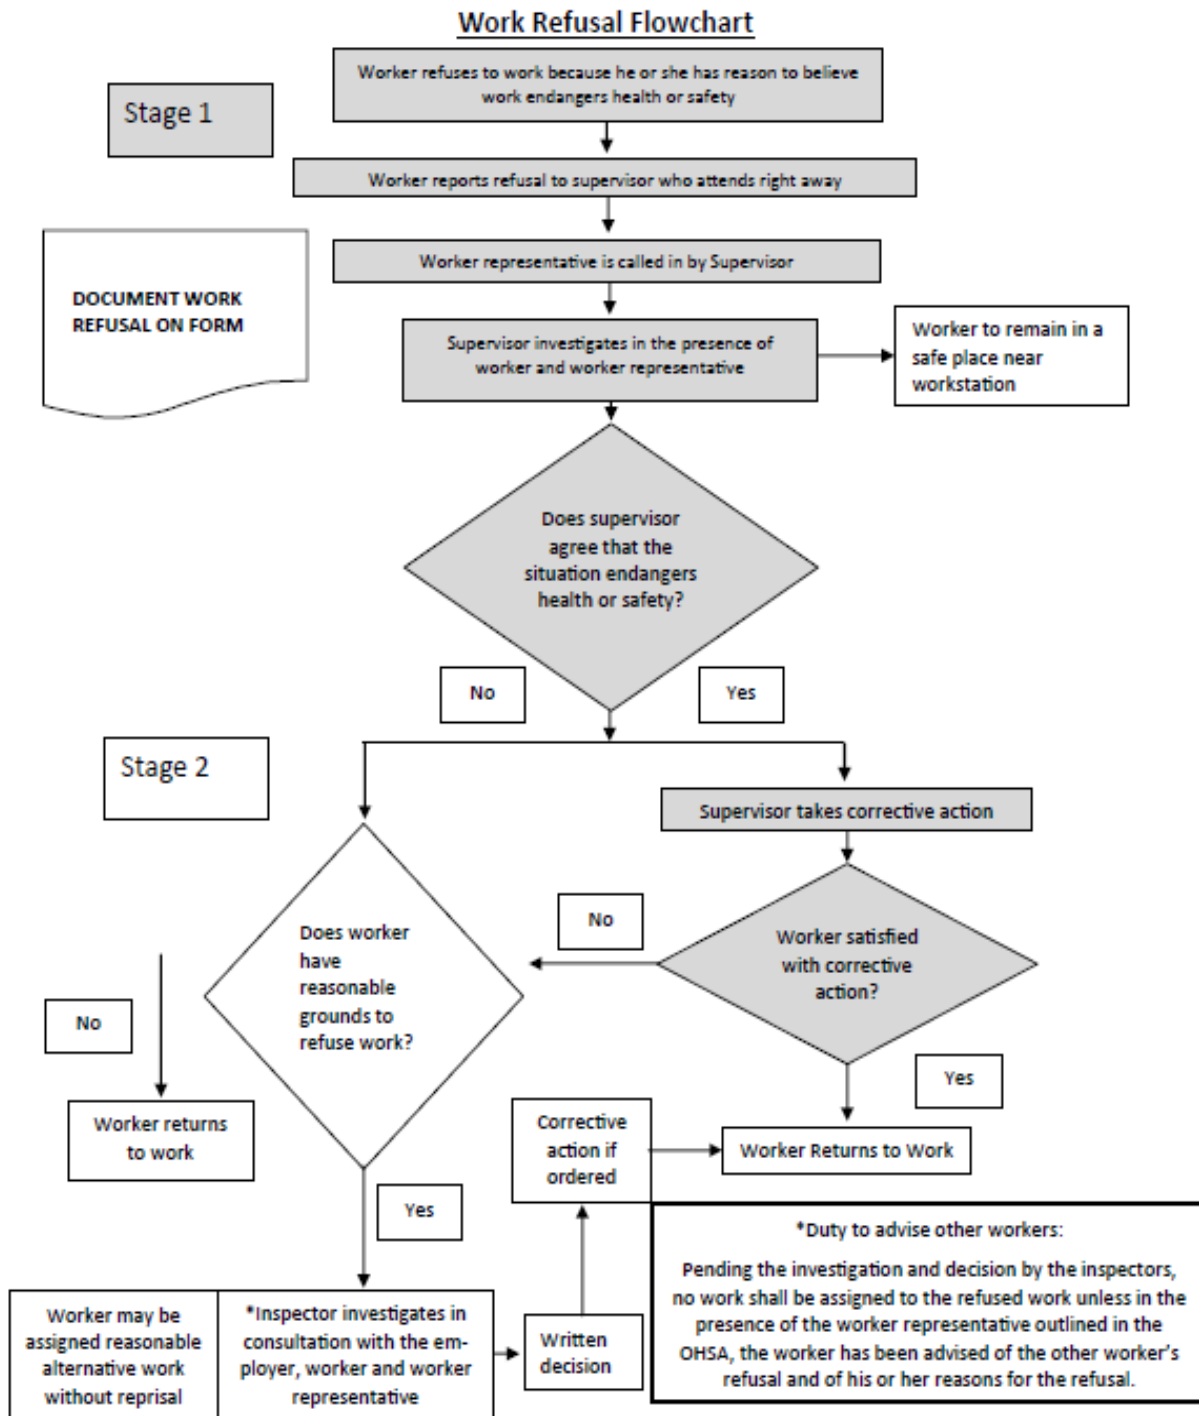 Work Refusal Flowchart
Worker refuses to work because he or she has reason to believe
work endangers health or safety
Stage 1
Worker reports refusal to supervisor who attends right away
Worker representative is called in by Supervisor
DOCUMENT WORK
REFUSAL ON FORM
Supervisor investigates in the presence of
worker and worker representative
Worker to remain in a
safe place near
workstation
Does supervisor
agree that the
situation endangers
health or safety?
No
Yes
Stage 2
Supervisor takes corrective action
Does worker
have
reasonable
grounds to
refuse work?
No
Worker satisfied
with corrective
action?
No
Yes
Worker returns
to work
Corrective
action if
ordered
Worker Returns to Work
Yes
*Duty to advise other workers:
Pending the investigation and decision by the inspectors,
no work shall be assigned to the refused work unless in the
presence of the worker representative outlined in the
OHSA, the worker has been advised of the other worker's
refusal and of his or her reasons for the refusal.
Worker may be
assigned reasonable
alternative work
without reprisal
*Inspector investigates in
consultation with the em-
ployer, worker and worker
representative
Written
decision